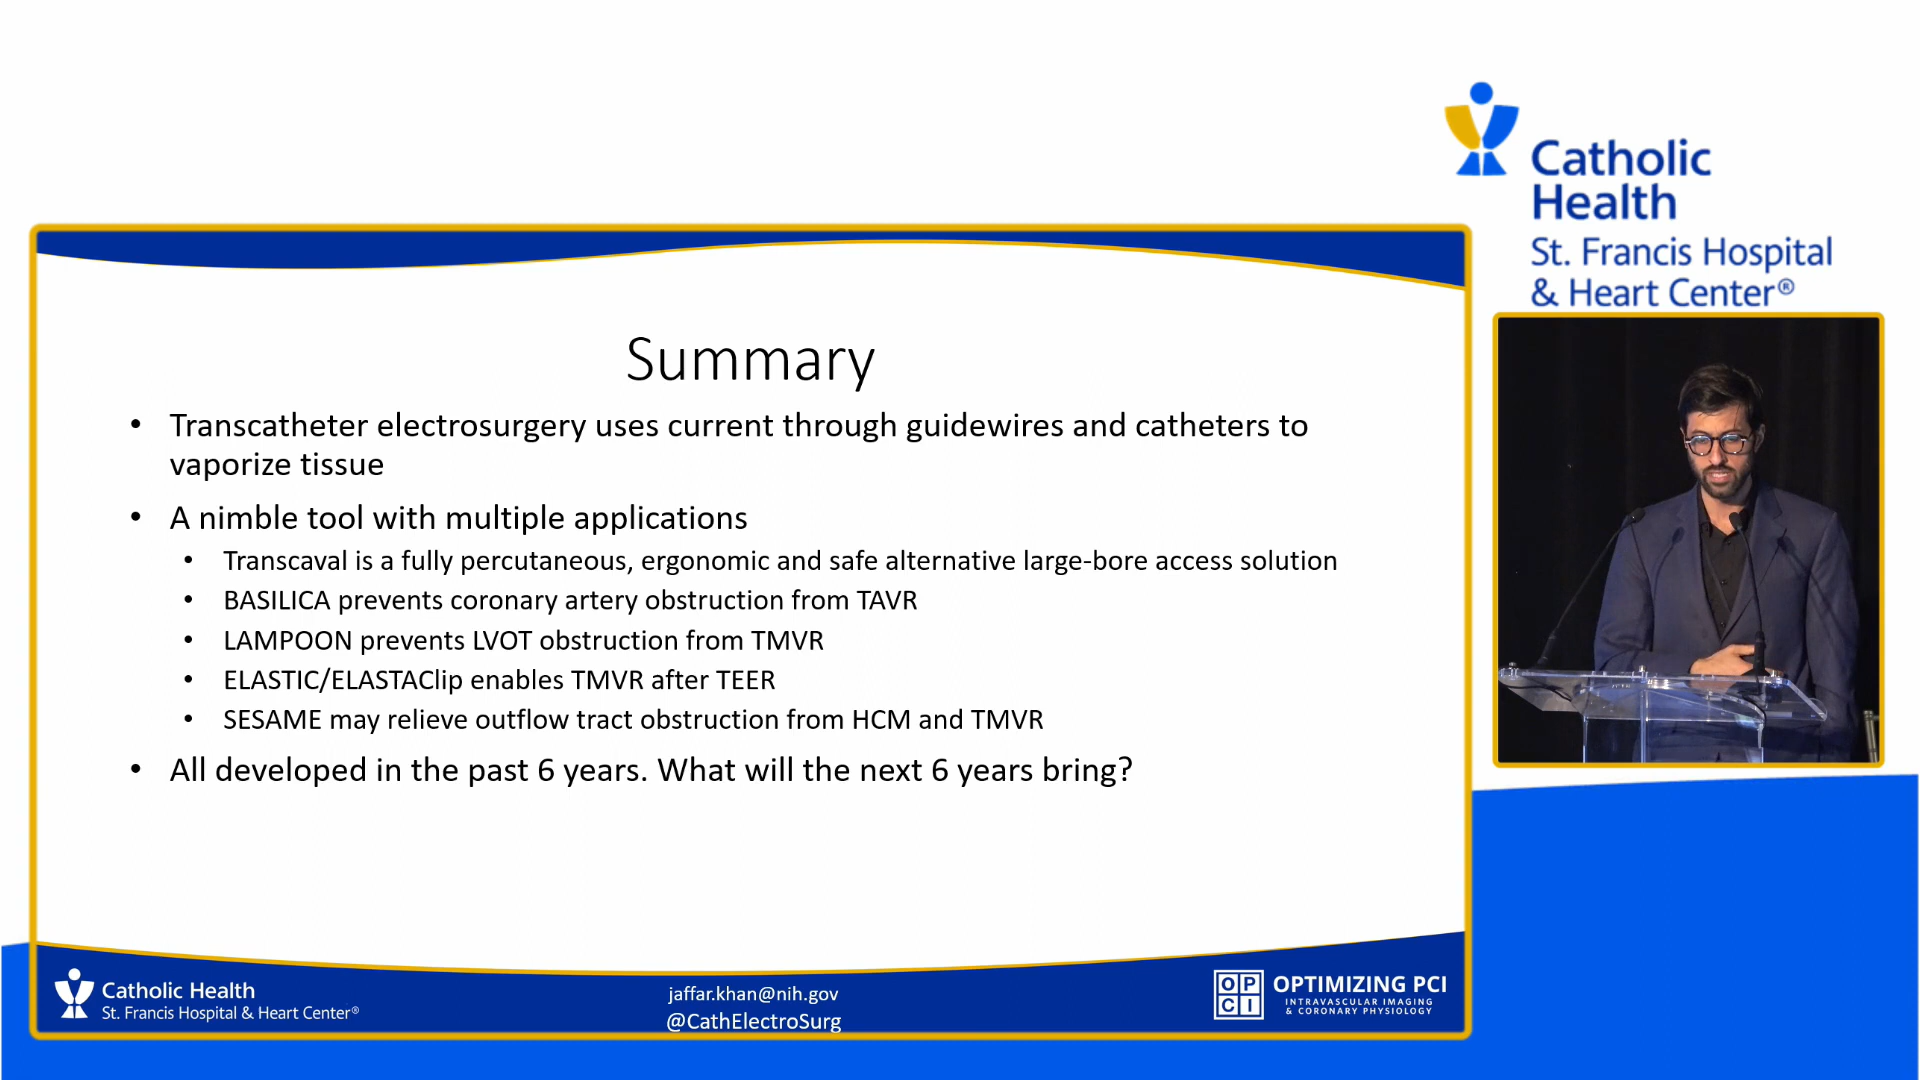 Catholic
Health
St. Francis Hospital
& Heart Center®
Summary
• Transcatheter electrosurgery uses current through guidewires and catheters to
vaporize tissue
• A nimble tool with multiple applications
• Transcaval is a fully percutaneous, ergonomic and safe alternative large-bore access solution
• BASILICA prevents coronary artery obstruction from TAVR
• LAMPOON prevents LVOT obstruction from TMVR
• ELASTIC/ELASTAClip enables TMVR after TEER
• SESAME may relieve outflow tract obstruction from HCM and TMVR
• All developed in the past 6 years. What will the next 6 years bring?
Catholic Health
St. Francis Hospital & Heart Center®
jaffar.khan@nih.gov
@CathElectroSurg
OP
CI
OPTIMIZING PCI
INTRAVASCULAR IMAGING
& CORONARY PHYSIOLOGY